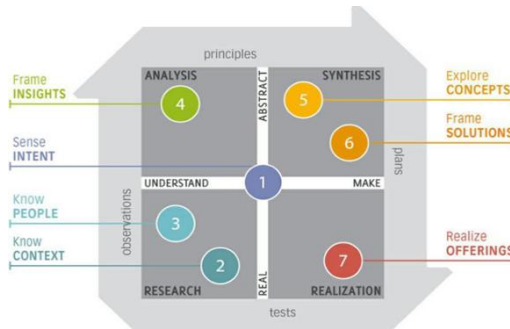 principles
Frame
INSIGHTS
ANALYSIS
ABSTRACT
SYNTHESIS
Explore
CONCEPTS
4
5
Frame
SOLUTIONS
6
Sense
INTENT
plans
UNDERSTAND
1
MAKE
Know
PEOPLE
3
observations
Know
CONTEXT
2
7
Realize
OFFERINGS
RESEARCH
REAL
REALIZATION
tests